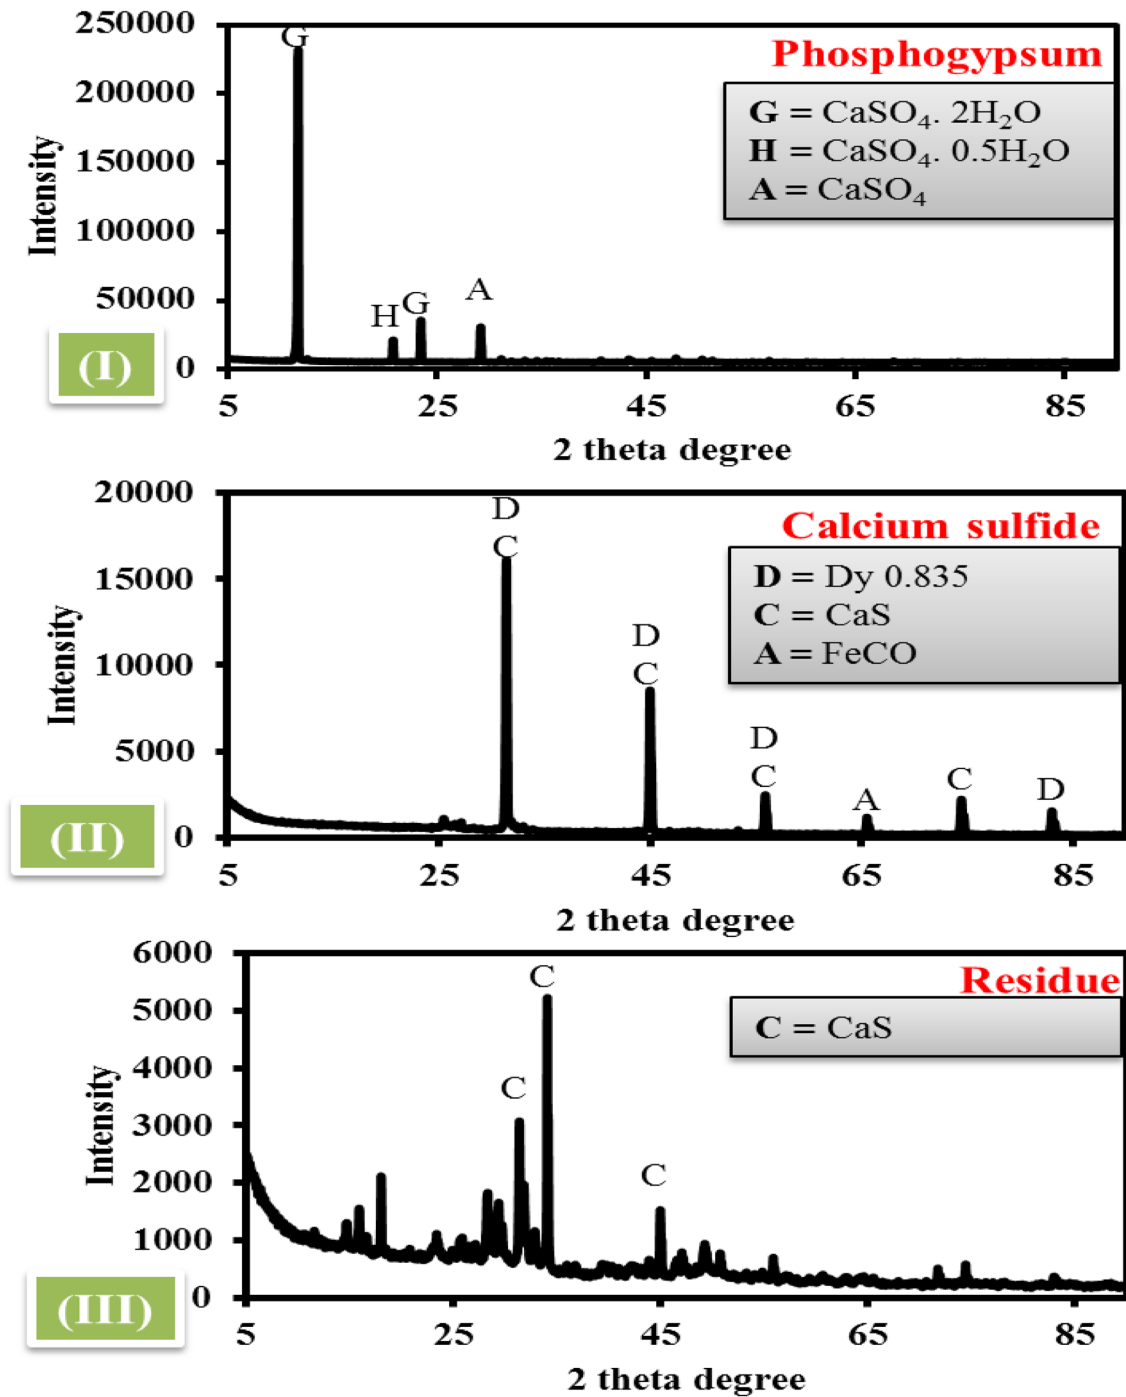 250000
200000
150000
100000
50000
0
Intensity
G
H
G
A
Phosphogypsum
G = CaSO4. 2H2O
H = CaSO4. 0.5H2O
A = CaSO4
(I)
5 25 45 65 85
2 theta degree
20000
15000
10000
5000
0
Intensity
D
C
D
C
D
C
A
C
D
Calcium sulfide
D = Dy 0.835
C = CaS
A = FeCO
(II)
5 25 45 65 85
2 theta degree
6000
5000
4000
3000
2000
1000
0
Intensity
C
C
C
Residue
C = CaS
(III)
5 25 45 65 85
2 theta degree